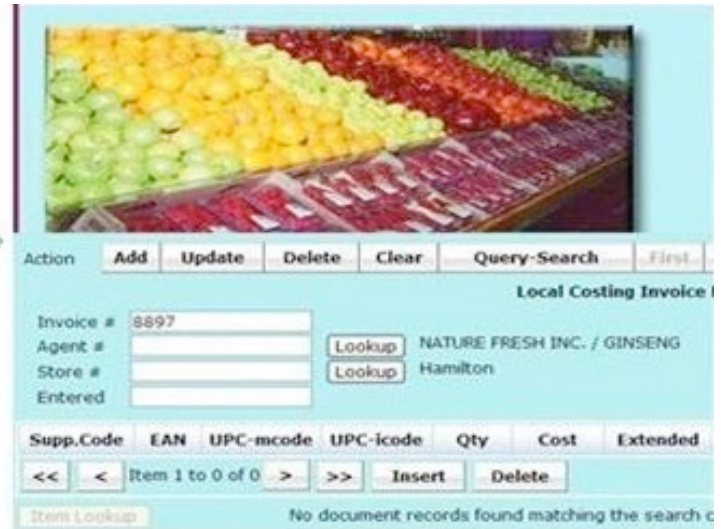 Action Add Update Delete Clear Query-Search First
Local Costing Invoice
Invoice # 8897
Agent # Lookup NATURE FRESH INC. / GINSENG
Store # Lookup Hamilton
Entered
Supp.Code EAN UPC-mcode UPC-icode Qty Cost Extended
<< < Item 1 to 0 of 0 > >> Insert Delete
Item Lookup No document records found matching the search